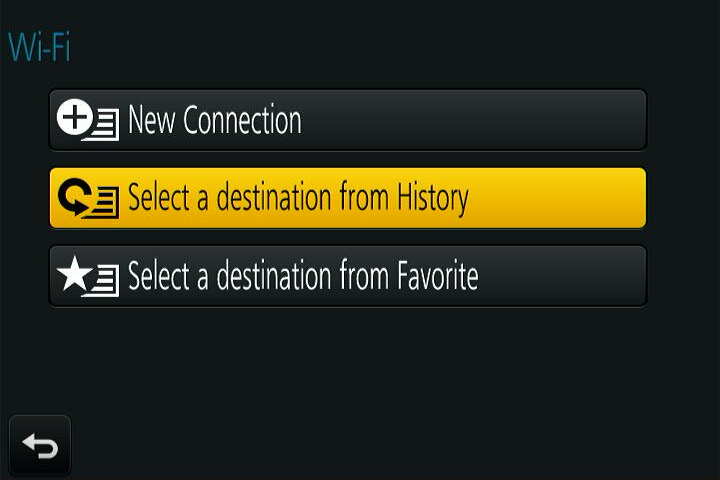 Wi-Fi
New Connection
Select a destination from History
Select a destination from Favorite